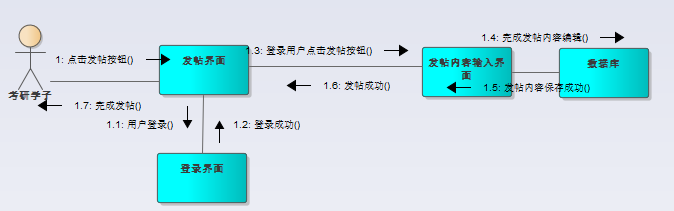 1.4: 完成发帖内容编辑()
1: 点击发帖按钮()
发帖界面
1.3: 登录用户点击发帖按钮()
发帖内容输入界
面
数据库
考研学子
1.6: 发帖成功()
1.5: 发帖内容保存成功()
1.7: 完成发帖()
1.1: 用户登录()
1.2: 登录成功()
登录界面